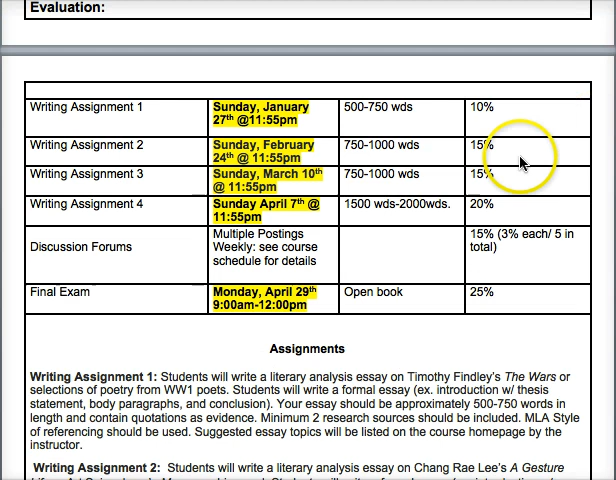 Evaluation:
Writing Assignment 1 Sunday, January 27th @11:55pm 500-750 wds 10%
Writing Assignment 2 Sunday, February 24th @ 11:55pm 750-1000 wds 15%
Writing Assignment 3 Sunday, March 10th @ 11:55pm 750-1000 wds 15%
Writing Assignment 4 Sunday April 7th @ 11:55pm 1500 wds-2000wds. 20%
Discussion Forums Multiple Postings Weekly: see course schedule for details 15% (3% each/ 5 in total)
Final Exam Monday, April 29th 9:00am-12:00pm Open book 25%
Assignments
Writing Assignment 1: Students will write a literary analysis essay on Timothy Findley's The Wars or
selections of poetry from WW1 poets. Students will write a formal essay (ex. introduction w/ thesis
statement, body paragraphs, and conclusion). Your essay should be approximately 500-750 words in
length and contain quotations as evidence. Minimum 2 research sources should be included. MLA Style
of referencing should be used. Suggested essay topics will be listed on the course homepage by the
instructor.
Writing Assignment 2: Students will write a literary analysis essay on Chang Rae Lee's A Gesture